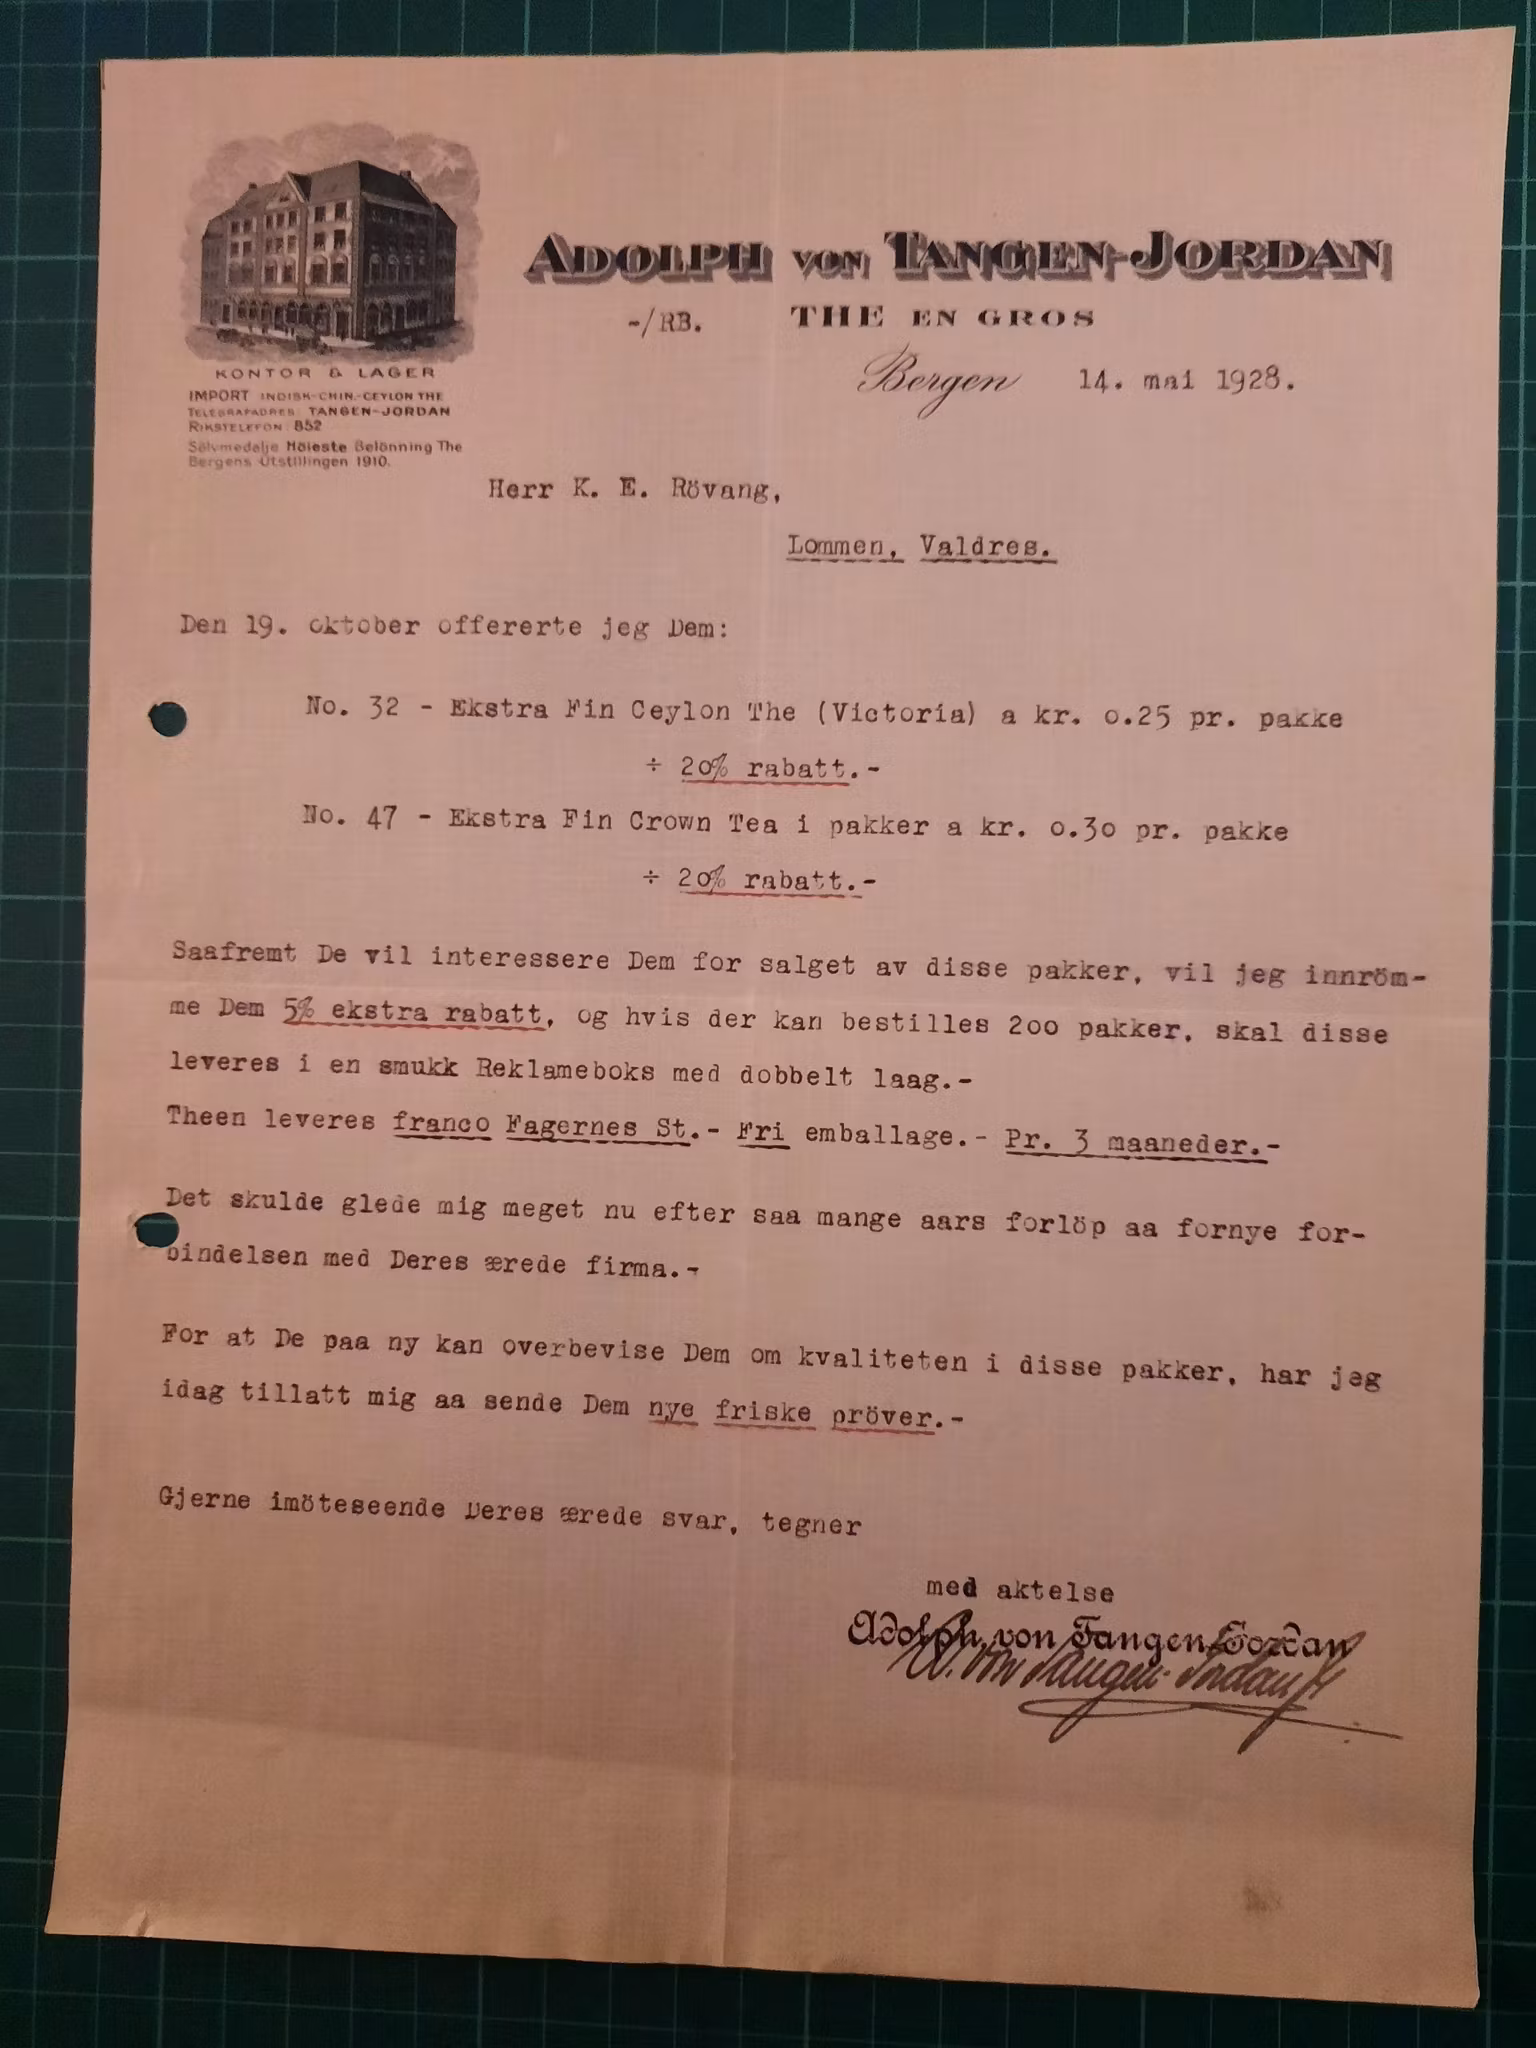 ADOLPH VON TANGEN-JORDAN
-/RB. THE EN GROS
KONTOR & LAGER
IMPORT INDISK-CHIN.-CEYLON THE
TELEGRAFADRES: TANGEN-JORDAN
RIKSTELEFON: 852
Sölvmedalje Höieste Belönning The
Bergens Utstillingen 1910.
Bergen 14. mai 1928.
Herr K. E. Rövang,
Lommen, Valdres.
Den 19. oktober offererte jeg Dem:
No. 32 - Ekstra Fin Ceylon The (Victoria) a kr. 0.25 pr. pakke
÷ 20% rabatt.-
No. 47 - Ekstra Fin Crown Tea i pakker a kr. 0.30 pr. pakke
÷ 20% rabatt.-
Saafremt De vil interessere Dem for salget av disse pakker, vil jeg innröm-
me Dem 5% ekstra rabatt, og hvis der kan bestilles 200 pakker, skal disse
leveres i en smukk Reklameboks med dobbelt laag.-
Theen leveres franco Fagernes St.- Fri emballage.- Pr. 3 maaneder.-
Det skulde glede mig meget nu efter saa mange aars forlöp aa fornye for-
bindelsen med Deres ærede firma.-
For at De paa ny kan overbevise Dem om kvaliteten i disse pakker, har jeg
idag tillatt mig aa sende Dem nye friske pröver.-
Gjerne imöteseende Deres ærede svar, tegner
med aktelse
Adolph von Tangen-Jordan
A. von Tangen-Jordan Jr